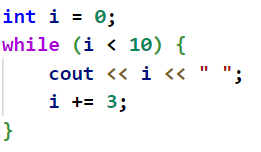 int i = 0;
while (i < 10) {
    cout << i << " ";
    i += 3;
}